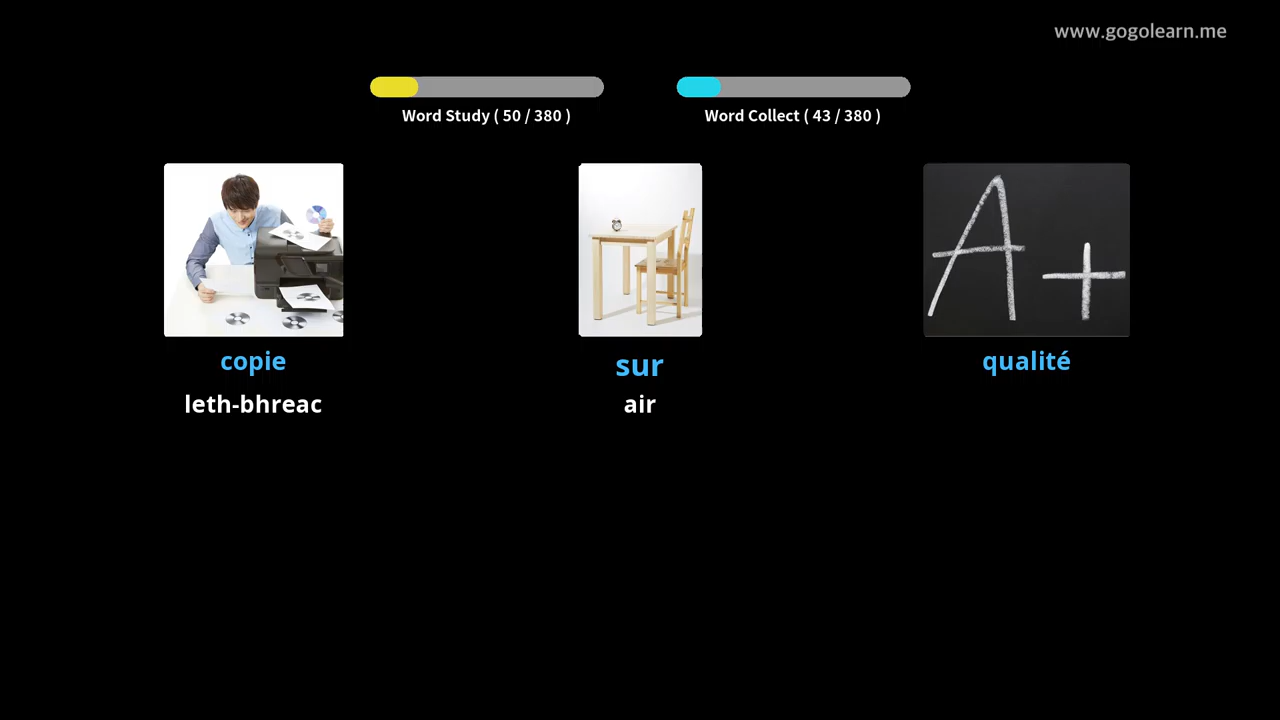 www.gogolearn.me
Word Study ( 50 / 380 )
Word Collect ( 43 / 380 )
A+
copie
sur
qualité
leth-bhreac
air